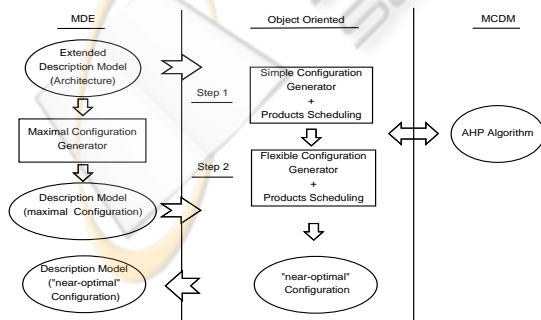 MDE
Object Oriented
MCDM
Extended
Description Model
(Architecture)
Step 1
Simple Configuration
Generator
+
Products Scheduling
Maximal Configuration
Generator
AHP Algorithm
Step 2
Flexible Configuration
Generator
+
Products Scheduling
Description Model
(maximal Configuration)
Description Model
("near-optimal"
Configuration)
"near-optimal"
Configuration